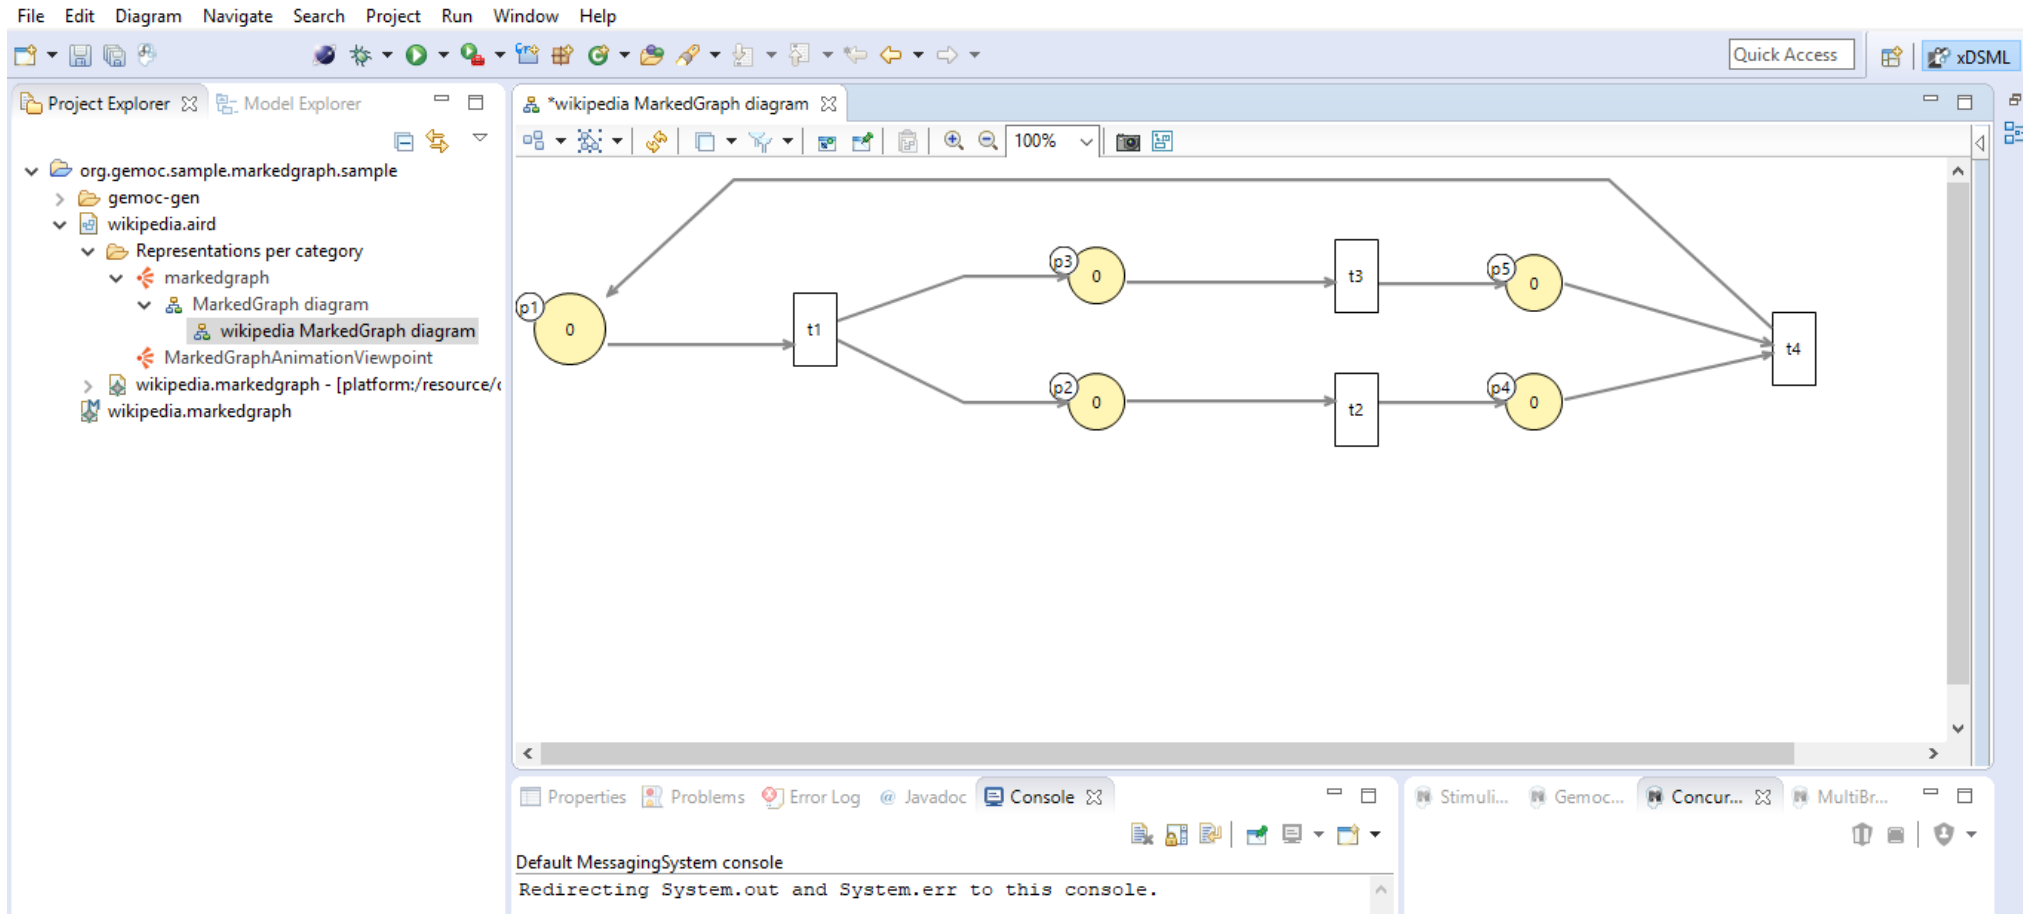 File Edit Diagram Navigate Search Project Run Window Help
Quick Access
xDSML
Project Explorer
Model Explorer
*wikipedia MarkedGraph diagram
100%
org.gemoc.sample.markedgraph.sample
gemoc-gen
wikipedia.aird
Representations per category
markedgraph
MarkedGraph diagram
wikipedia MarkedGraph diagram
MarkedGraphAnimationViewpoint
wikipedia.markedgraph - [platform:/resource/
wikipedia.markedgraph
p3
0
t3
p5
0
p1
0
t1
t4
p2
0
t2
p4
0
Properties Problems Error Log Javadoc Console
Stimuli... Gemoc... Concur... MultiBr...
Default MessagingSystem console
Redirecting System.out and System.err to this console.